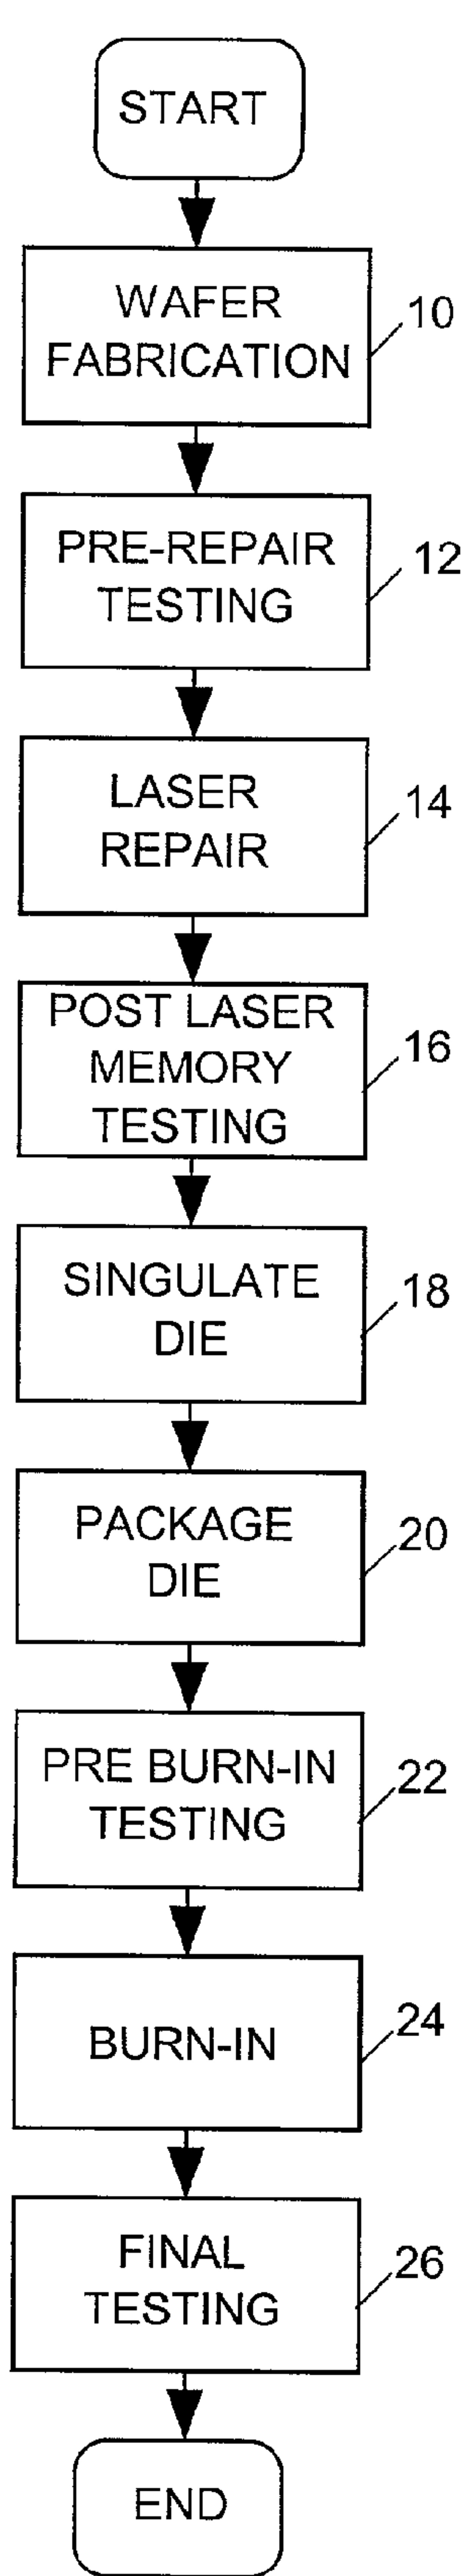 START
WAFER
FABRICATION
10
PRE-REPAIR
TESTING
12
LASER
REPAIR
14
POST LASER
MEMORY
TESTING
16
SINGULATE
DIE
18
PACKAGE
DIE
20
PRE BURN-IN
TESTING
22
BURN-IN
24
FINAL
TESTING
26
END